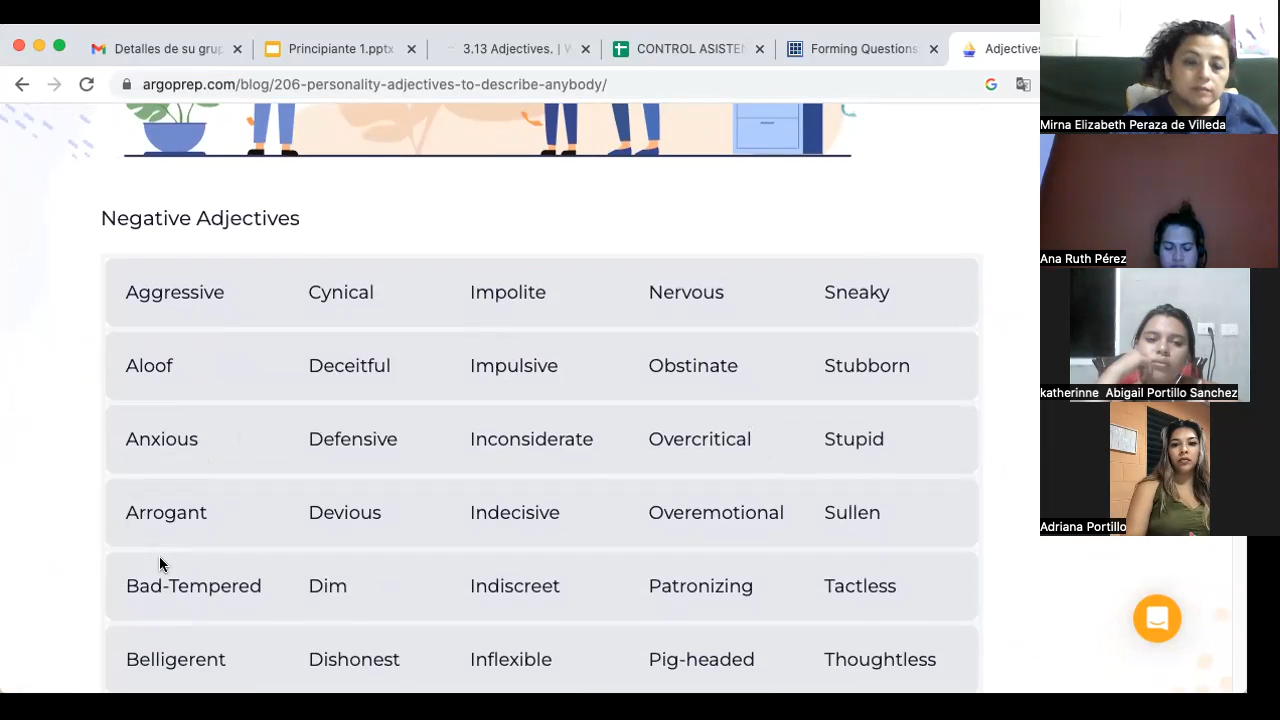 Detalles de su grup
Principiante 1.pptx
3.13 Adjectives. | W
CONTROL ASISTEN
Forming Questions
Adjectives
argoprep.com/blog/206-personality-adjectives-to-describe-anybody/
Negative Adjectives
Aggressive Cynical Impolite Nervous Sneaky
Aloof Deceitful Impulsive Obstinate Stubborn
Anxious Defensive Inconsiderate Overcritical Stupid
Arrogant Devious Indecisive Overemotional Sullen
Bad-Tempered Dim Indiscreet Patronizing Tactless
Belligerent Dishonest Inflexible Pig-headed Thoughtless
Mirna Elizabeth Peraza de Villeda
Ana Ruth Pérez
katherinne Abigail Portillo Sanchez
Adriana Portillo